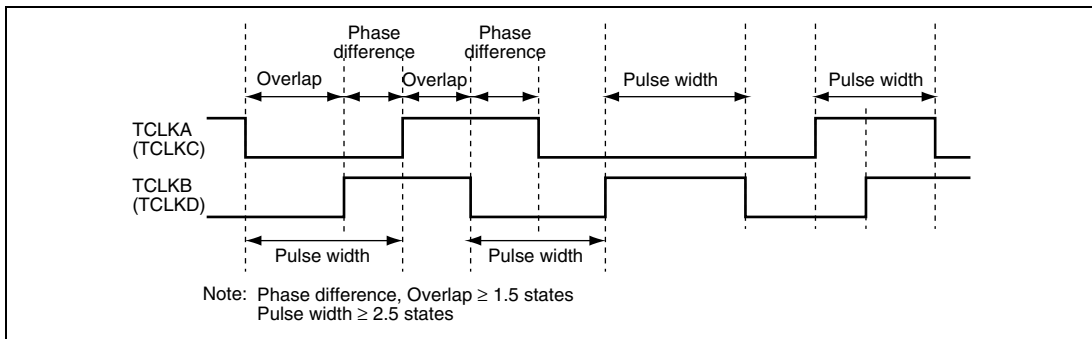 Phase
difference
Phase
difference
Overlap
Overlap
Pulse width
Pulse width
TCLKA
(TCLKC)
TCLKB
(TCLKD)
Pulse width
Pulse width
Note: Phase difference, Overlap ≥ 1.5 states
Pulse width ≥ 2.5 states